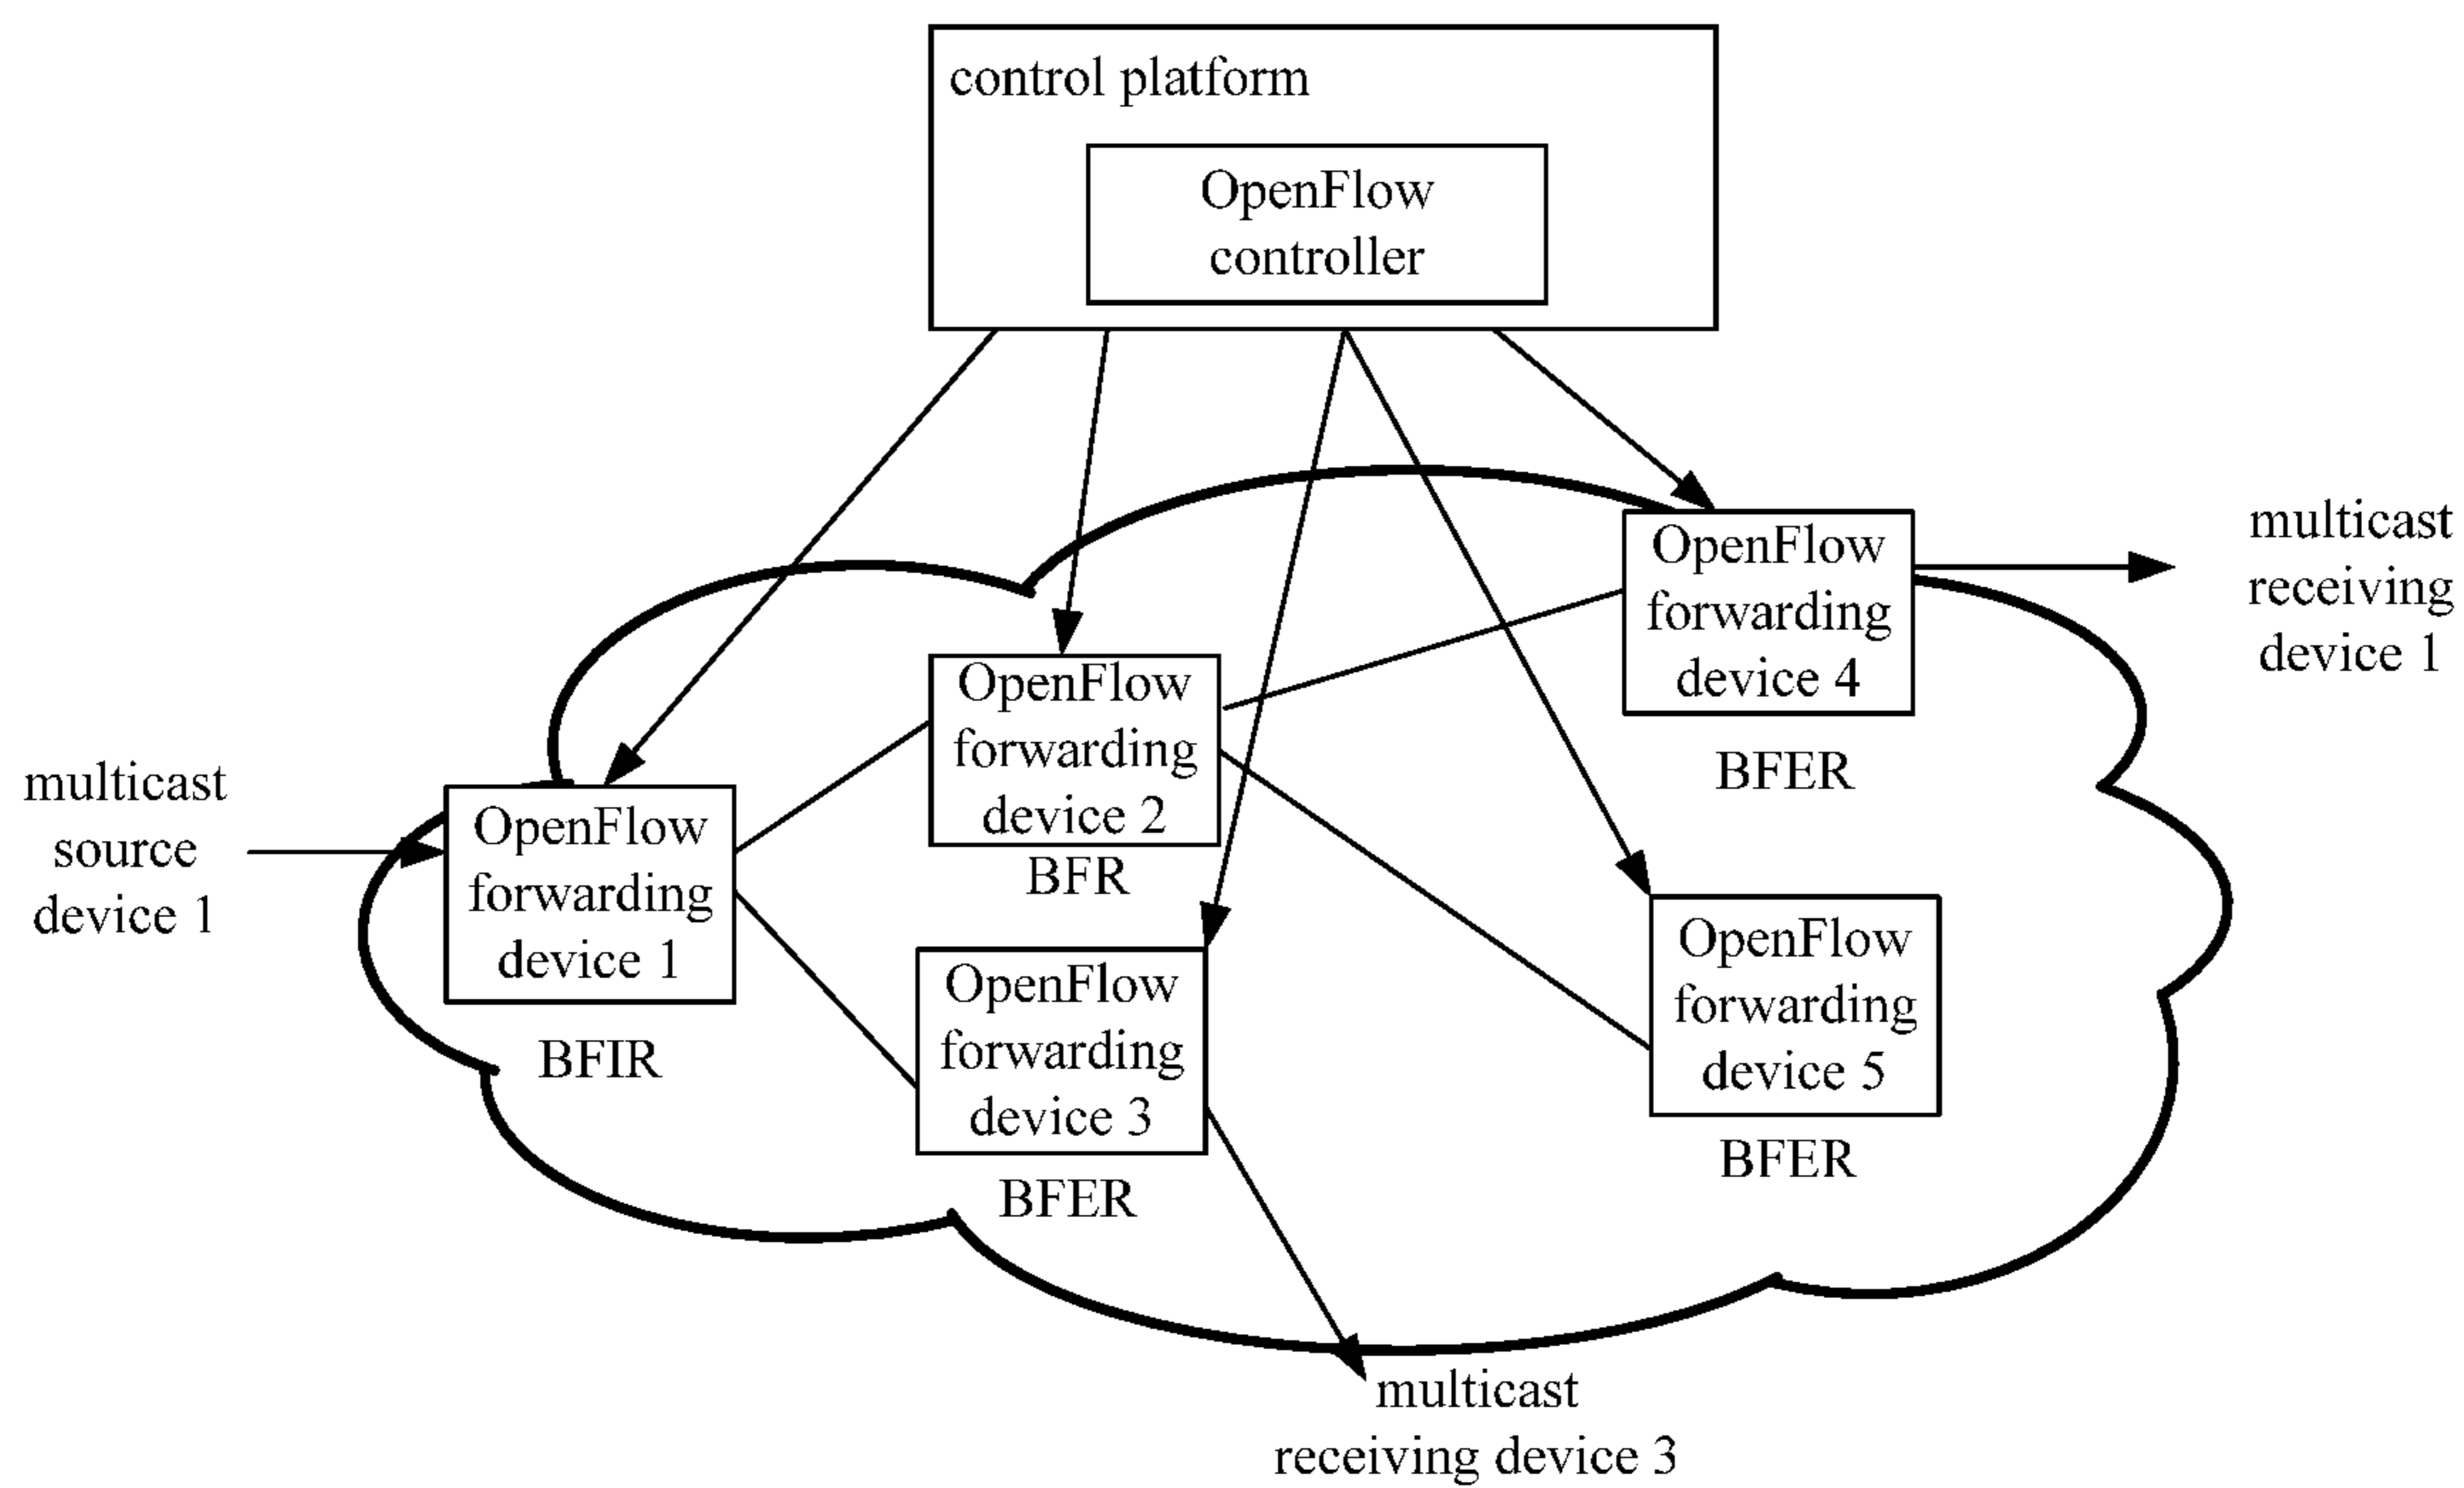 control platform
OpenFlow
controller
multicast
receiving
device 1
OpenFlow
forwarding
device 4
BFER
OpenFlow
forwarding
device 2
BFR
multicast
source
device 1
OpenFlow
forwarding
device 1
BFIR
OpenFlow
forwarding
device 3
BFER
OpenFlow
forwarding
device 5
BFER
multicast
receiving device 3